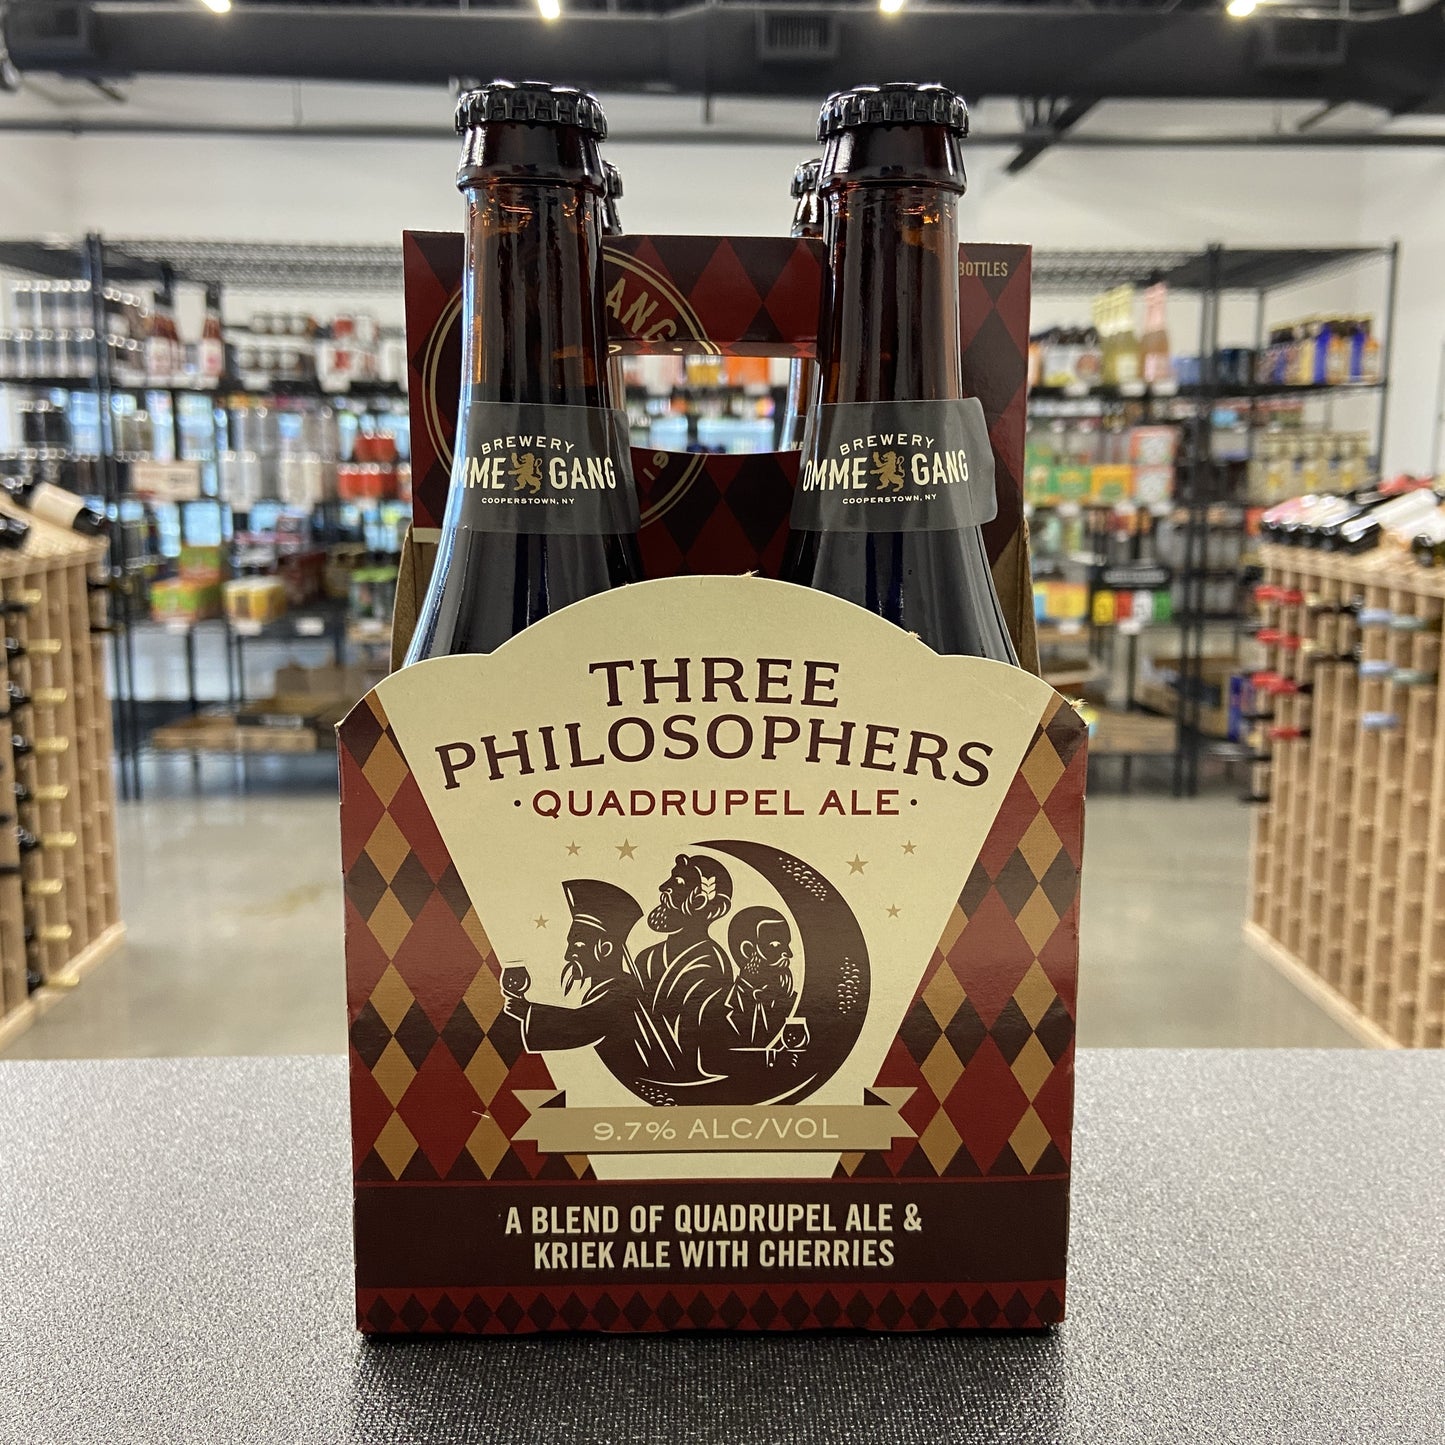 BOTTLES
ANG
BREWERY
OMME GANG
COOPERSTOWN, NY
BREWERY
OMME GANG
COOPERSTOWN, NY
THREE
PHILOSOPHERS
· QUADRUPEL ALE ·
9.7% ALC/VOL
A BLEND OF QUADRUPEL ALE &
KRIEK ALE WITH CHERRIES